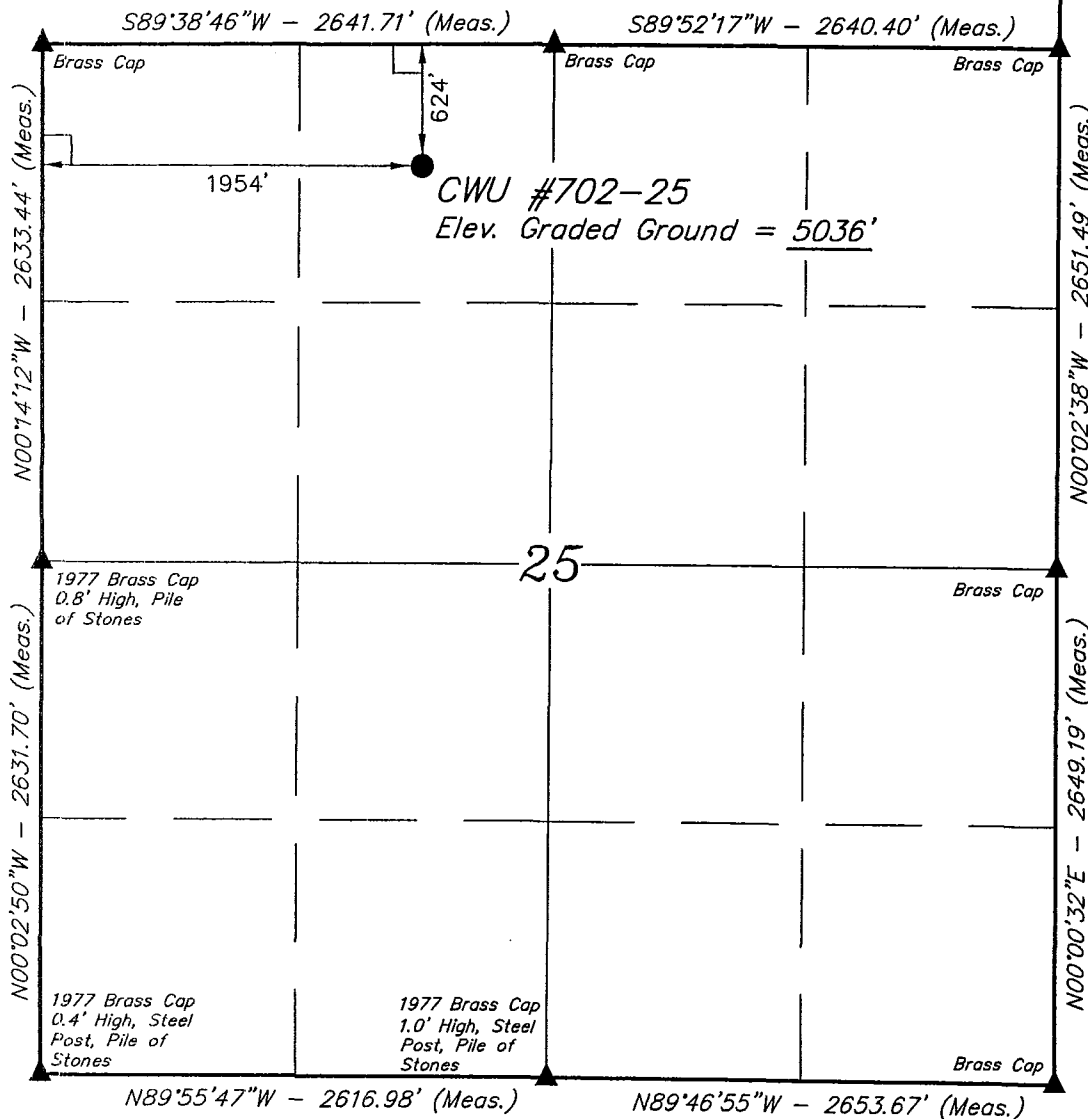 S89°38'46"W - 2641.71' (Meas.)
S89°52'17"W - 2640.40' (Meas.)
Brass Cap
Brass Cap
Brass Cap
624'
1954'
CWU #702-25
Elev. Graded Ground = 5036'
N00°14'12"W - 2633.44' (Meas.)
N00°02'38"W - 2651.49' (Meas.)
25
1977 Brass Cap
0.8' High, Pile
of Stones
Brass Cap
N00°02'50"W - 2631.70' (Meas.)
N00°00'32"E - 2649.19' (Meas.)
1977 Brass Cap
0.4' High, Steel
Post, Pile of
Stones
1977 Brass Cap
1.0' High, Steel
Post, Pile of
Stones
Brass Cap
N89°55'47"W - 2616.98' (Meas.)
N89°46'55"W - 2653.67' (Meas.)